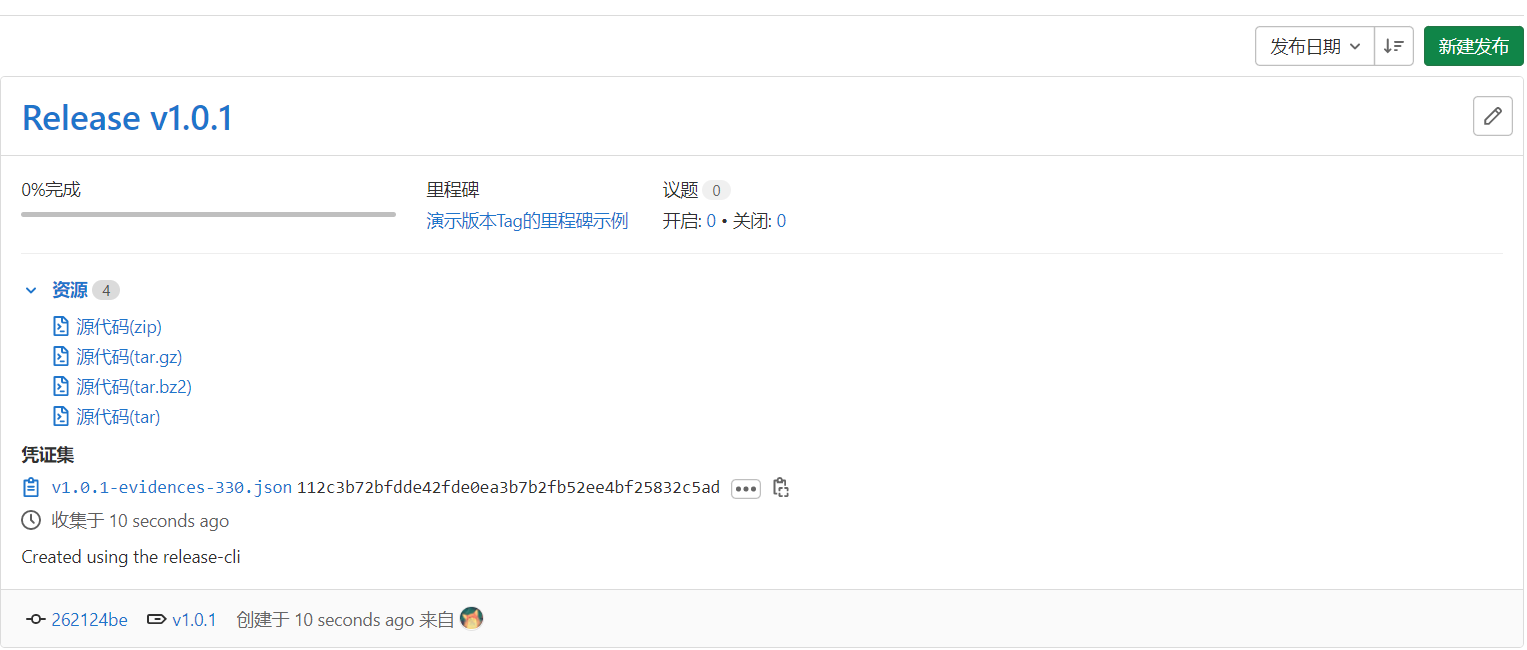 发布日期
新建发布
Release v1.0.1
0%完成
里程碑
演示版本Tag的里程碑示例
议题 0
开启: 0 • 关闭: 0
资源 4
源代码(zip)
源代码(tar.gz)
源代码(tar.bz2)
源代码(tar)
凭证集
v1.0.1-evidences-330.json 112c3b72bfdde42fde0ea3b7b2fb52ee4bf25832c5ad
收集于 10 seconds ago
Created using the release-cli
262124be v1.0.1 创建于 10 seconds ago 来自